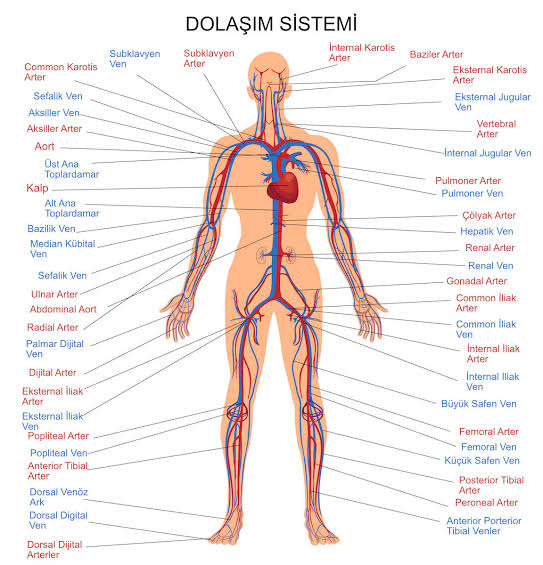 DOLAŞIM SİSTEMİ
Subklavyen
Ven
Subklavyen
Arter
Common Karotis
Arter
Sefalik Ven
Aksiller Ven
Aksiller Arter
Aort
Üst Ana
Toplardamar
Kalp
Alt Ana
Toplardamar
Bazilik Ven
Median Kübital
Ven
Sefalik Ven
Ulnar Arter
Abdominal Aort
Radial Arter
Palmar Dijital
Ven
Dijital Arter
Eksternal İliak
Arter
Eksternal İliak
Ven
Popliteal Arter
Popliteal Ven
Anterior Tibial
Arter
Dorsal Venöz
Ark
Dorsal Digital
Ven
Dorsal Dijital
Arterler
İnternal Karotis
Arter
Baziler Arter
Eksternal Karotis
Arter
Eksternal Jugular
Ven
Vertebral
Arter
İnternal Jugular Ven
Pulmoner Arter
Pulmoner Ven
Çölyak Arter
Hepatik Ven
Renal Arter
Renal Ven
Gonadal Arter
Common İliak
Arter
Common İliak
Ven
İnternal İliak
Arter
İnternal Iliak
Ven
Büyük Safen Ven
Femoral Arter
Femoral Ven
Küçük Safen Ven
Posterior Tibial
Arter
Peroneal Arter
Anterior Porterior
Tibial Venler